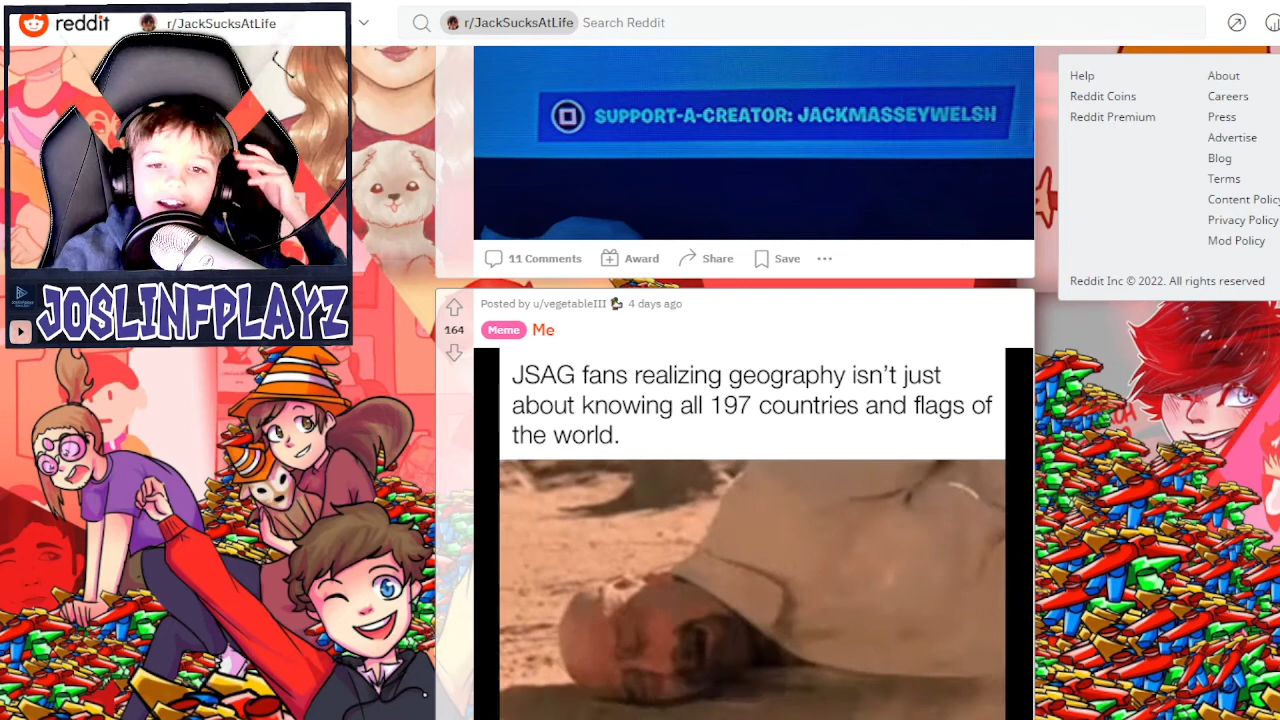 reddit
r/JackSucksAtLife
r/JackSucksAtLife
Search Reddit
SUPPORT-A-CREATOR: JACKMASSEYWELSH
11 Comments
Award
Share
Save
JOSLINFPLAYZ
Posted by u/vegetableIII 4 days ago
164
Meme
Me
JSAG fans realizing geography isn't just
about knowing all 197 countries and flags of
the world.
Help
Reddit Coins
Reddit Premium
About
Careers
Press
Advertise
Blog
Terms
Content Policy
Privacy Policy
Mod Policy
Reddit Inc © 2022. All rights reserved